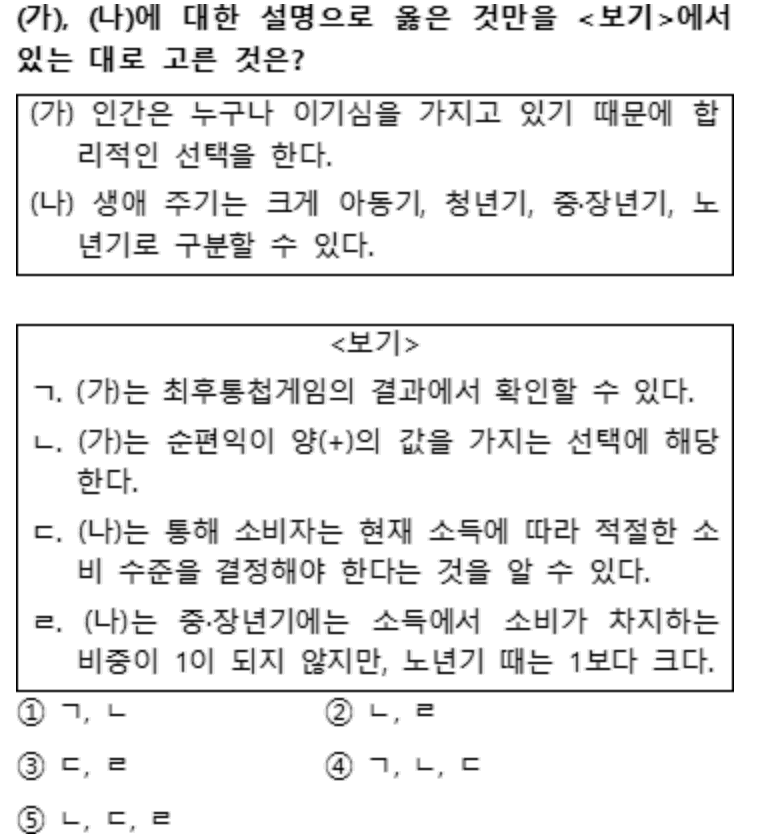 (가), (나)에 대한 설명으로 옳은 것만을 <보기>에서
있는 대로 고른 것은?
(가) 인간은 누구나 이기심을 가지고 있기 때문에 합
리적인 선택을 한다.
(나) 생애 주기는 크게 아동기, 청년기, 중·장년기, 노
년기로 구분할 수 있다.
<보기>
ㄱ. (가)는 최후통첩게임의 결과에서 확인할 수 있다.
ㄴ. (가)는 순편익이 양(+)의 값을 가지는 선택에 해당
한다.
ㄷ. (나)는 통해 소비자는 현재 소득에 따라 적절한 소
비 수준을 결정해야 한다는 것을 알 수 있다.
ㄹ. (나)는 중·장년기에는 소득에서 소비가 차지하는
비중이 1이 되지 않지만, 노년기 때는 1보다 크다.
① ㄱ, ㄴ ② ㄴ, ㄹ
③ ㄷ, ㄹ ④ ㄱ, ㄴ, ㄷ
⑤ ㄴ, ㄷ, ㄹ